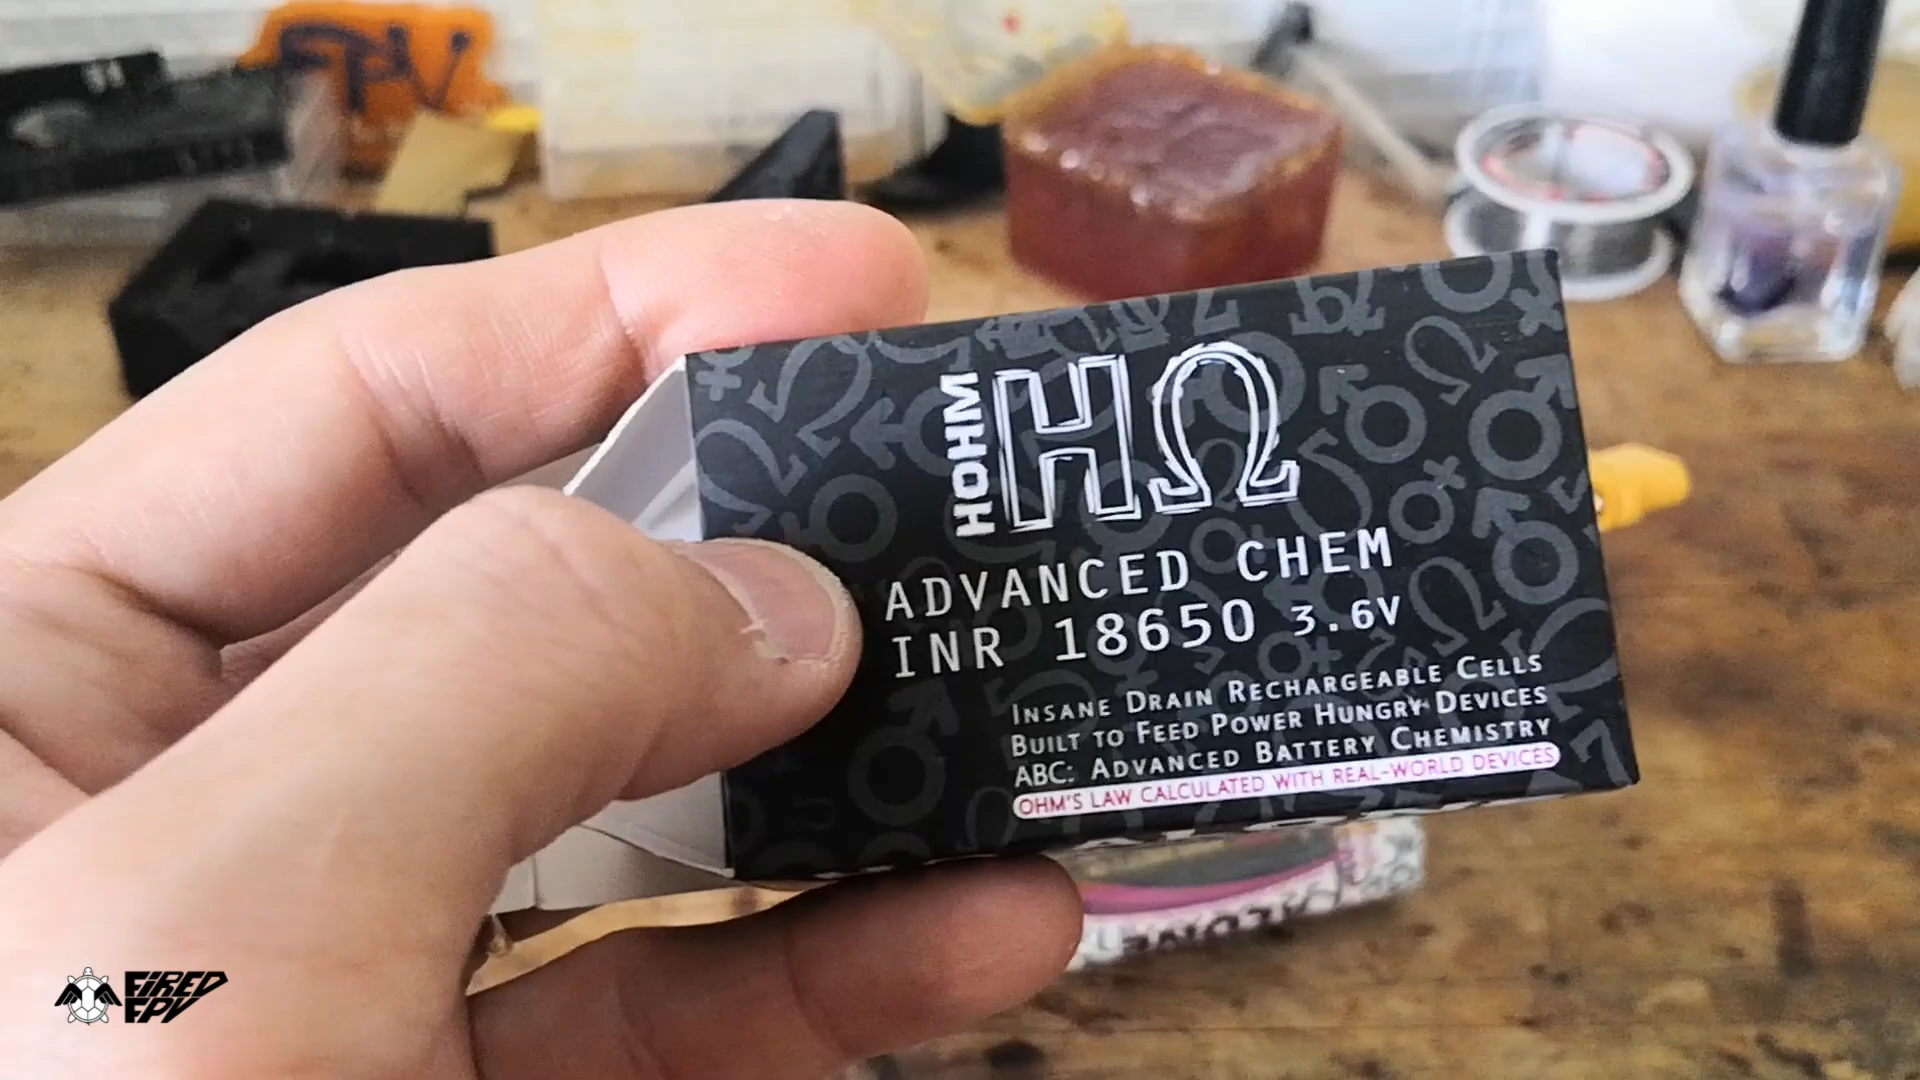 FPV
HOHM
HΩ
ADVANCED CHEM
INR 18650 3.6V
INSANE DRAIN RECHARGEABLE CELLS
BUILT TO FEED POWER HUNGRY DEVICES
ABC: ADVANCED BATTERY CHEMISTRY
OHM'S LAW CALCULATED WITH REAL-WORLD DEVICES
FIRED
FPV